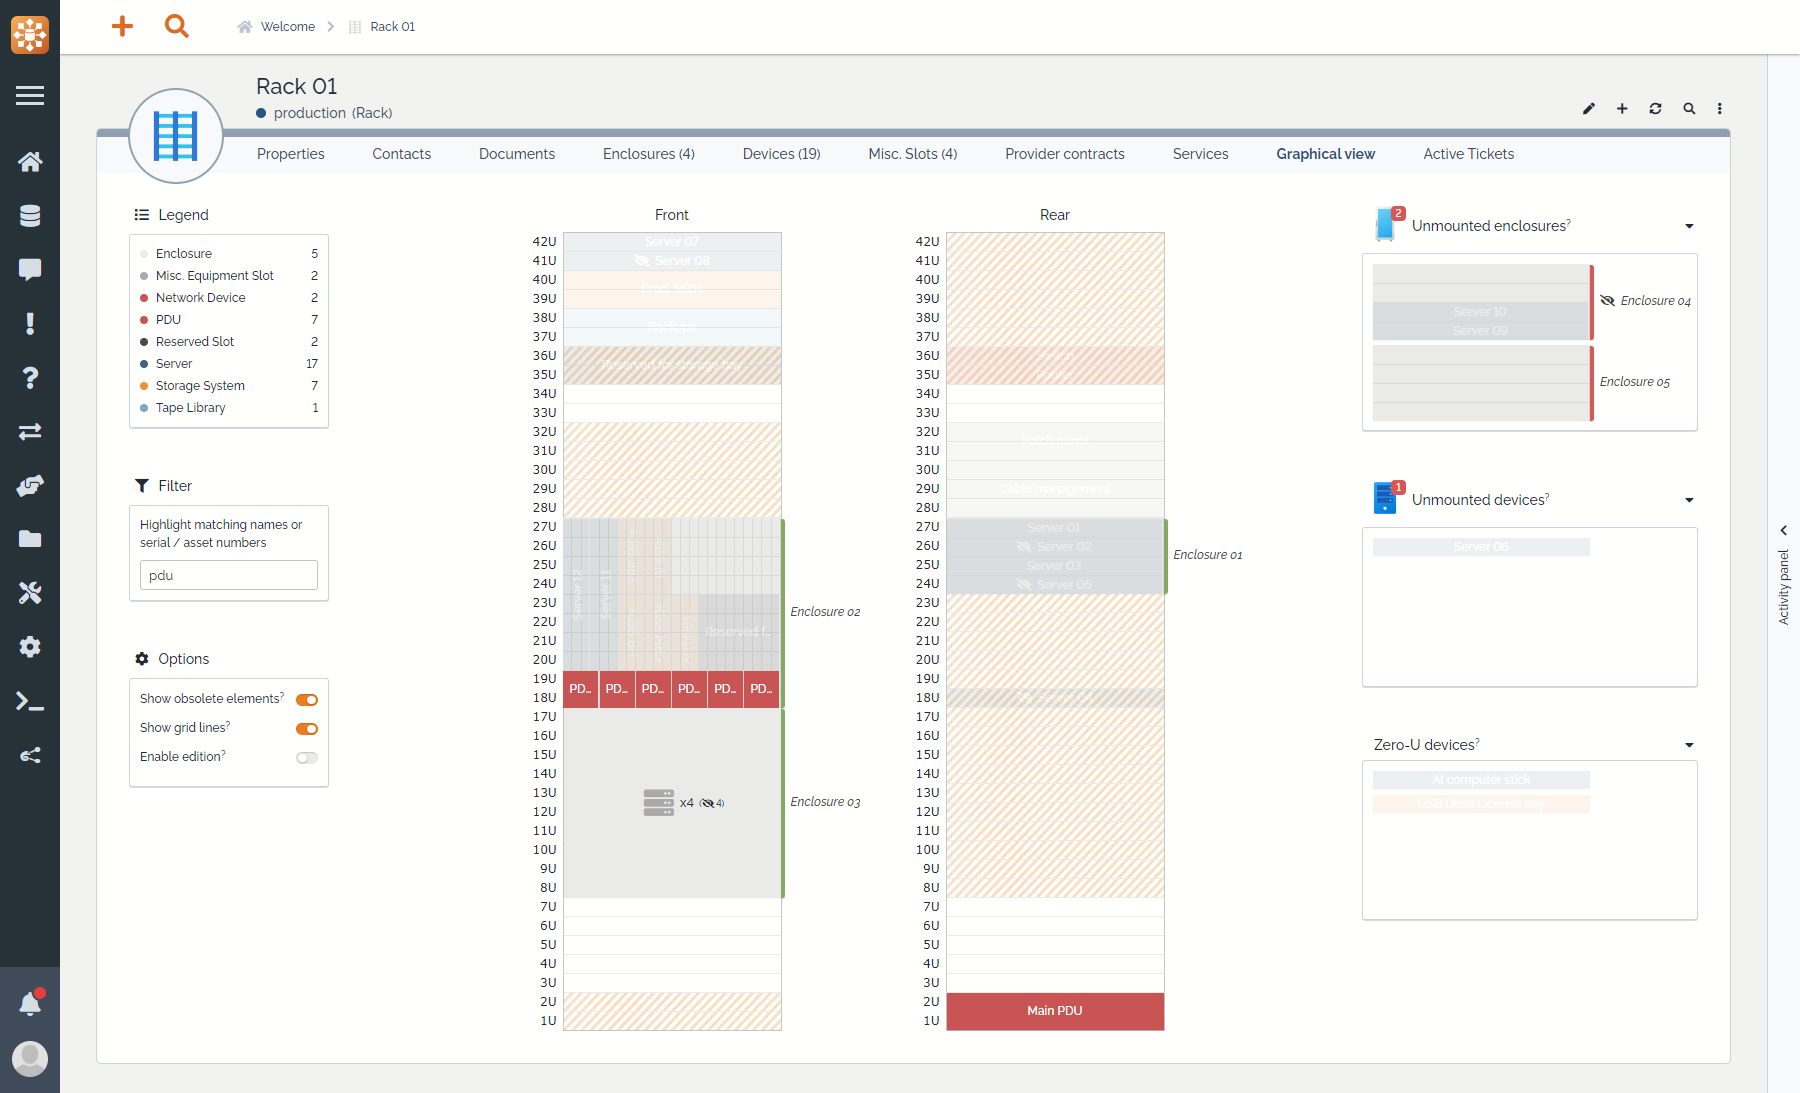 Welcome
Rack 01
Rack 01
production (Rack)
Properties
Contacts
Documents
Enclosures (4)
Devices (19)
Misc. Slots (4)
Provider contracts
Services
Graphical view
Active Tickets
Legend
Enclosure 5
Misc. Equipment Slot 2
Network Device 2
PDU 7
Reserved Slot 2
Server 17
Storage System 7
Tape Library 1
Filter
Highlight matching names or
serial / asset numbers
pdu
Options
Show obsolete elements?
Show grid lines?
Enable edition?
Front
42U Server 07
41U Server 08
40U
39U
38U
37U
36U
35U
34U
33U
32U
31U
30U
29U
28U
27U
26U
25U
24U
23U
22U
21U
20U
19U
18U
17U
16U
15U
14U
13U
12U
11U
10U
9U
8U
7U
6U
5U
4U
3U
2U
1U
Backups
Server 12
Server 11
Reserved f...
PD... PD... PD... PD... PD... PD...
x4 (4)
Enclosure 02
Enclosure 03
Rear
42U
41U
40U
39U
38U
37U
36U
35U
34U
33U
32U
31U
30U
29U
28U
27U Server 01
26U Server 02
25U Server 03
24U Server 05
23U
22U
21U
20U
19U
18U
17U
16U
15U
14U
13U
12U
11U
10U
9U
8U
7U
6U
5U
4U
3U
2U
1U
Patch panel
Cable management
Enclosure 01
Main PDU
2
Unmounted enclosures?
Server 10
Server 09
Enclosure 04
Enclosure 05
1
Unmounted devices?
Server 06
Zero-U devices?
AI computer stick
USB Drive License Key
Activity panel